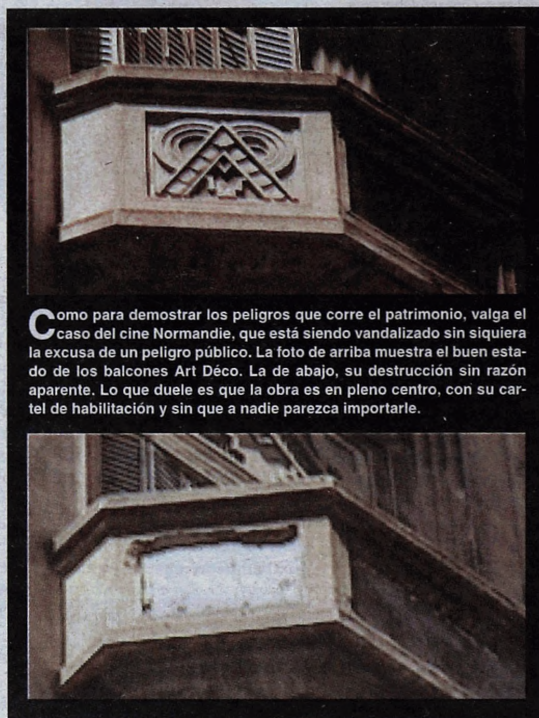 Como para demostrar los peligros que corre el patrimonio, valga el
caso del cine Normandie, que está siendo vandalizado sin siquiera
la excusa de un peligro público. La foto de arriba muestra el buen esta-
do de los balcones Art Déco. La de abajo, su destrucción sin razón
aparente. Lo que duele es que la obra es en pleno centro, con su car-
tel de habilitación y sin que a nadie parezca importarle.